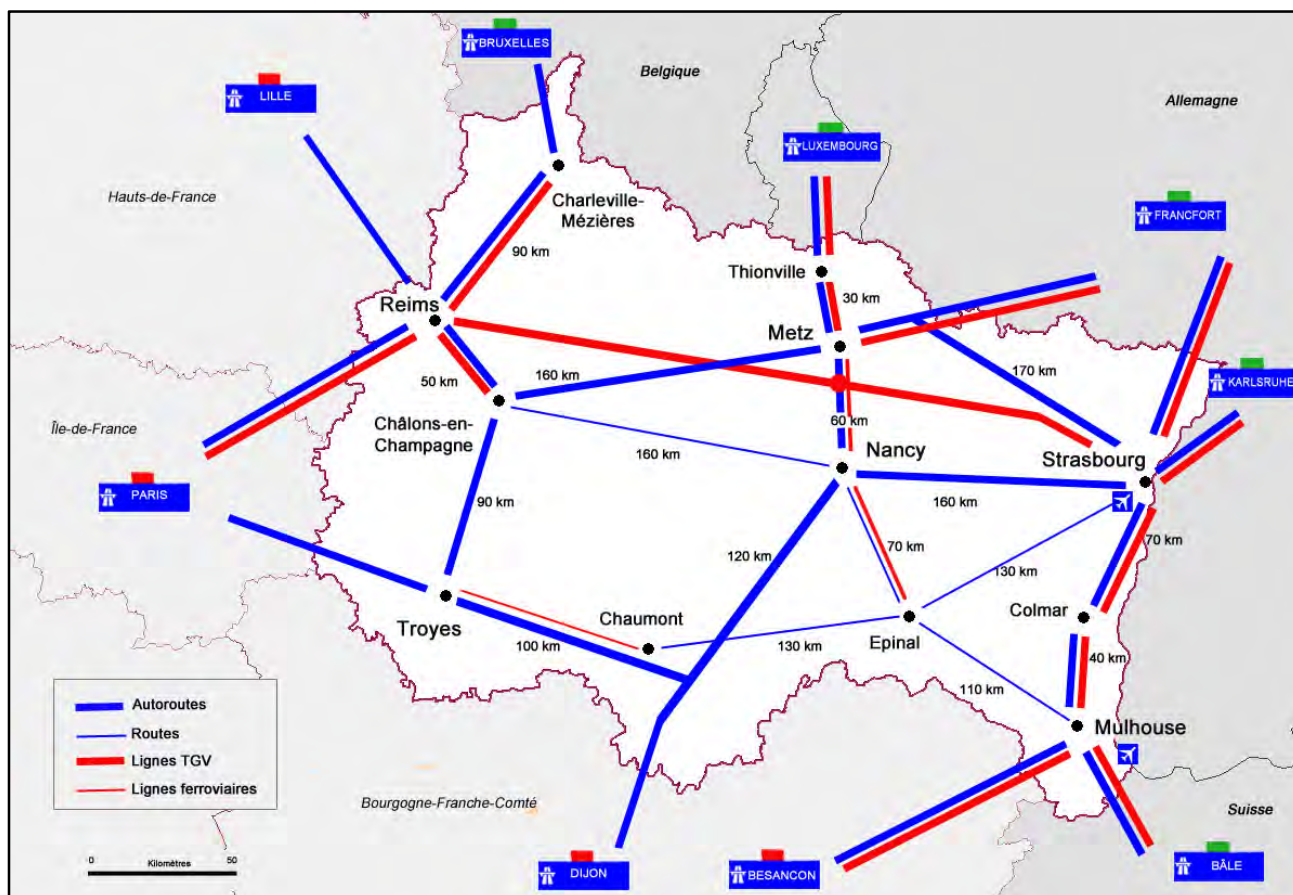 BRUXELLES
Belgique
LILLE
Allemagne
LUXEMBOURG
Hauts-de-France
Charleville-
Mézières
FRANCFORT
90 km
Thionville
30 km
Reims
Metz
160 km
50 km
170 km
KARLSRUHE
Châlons-en-
Champagne
60 km
Île-de-France
160 km
Nancy
Strasbourg
PARIS
90 km
160 km
120 km
70 km
70 km
130 km
Troyes
Chaumont
Colmar
100 km
130 km
Epinal
40 km
110 km
Mulhouse
Autoroutes
Routes
Lignes TGV
Lignes ferroviaires
Bourgogne-Franche-Comté
Suisse
0
Kilomètres
50
DIJON
BESANCON
BÂLE